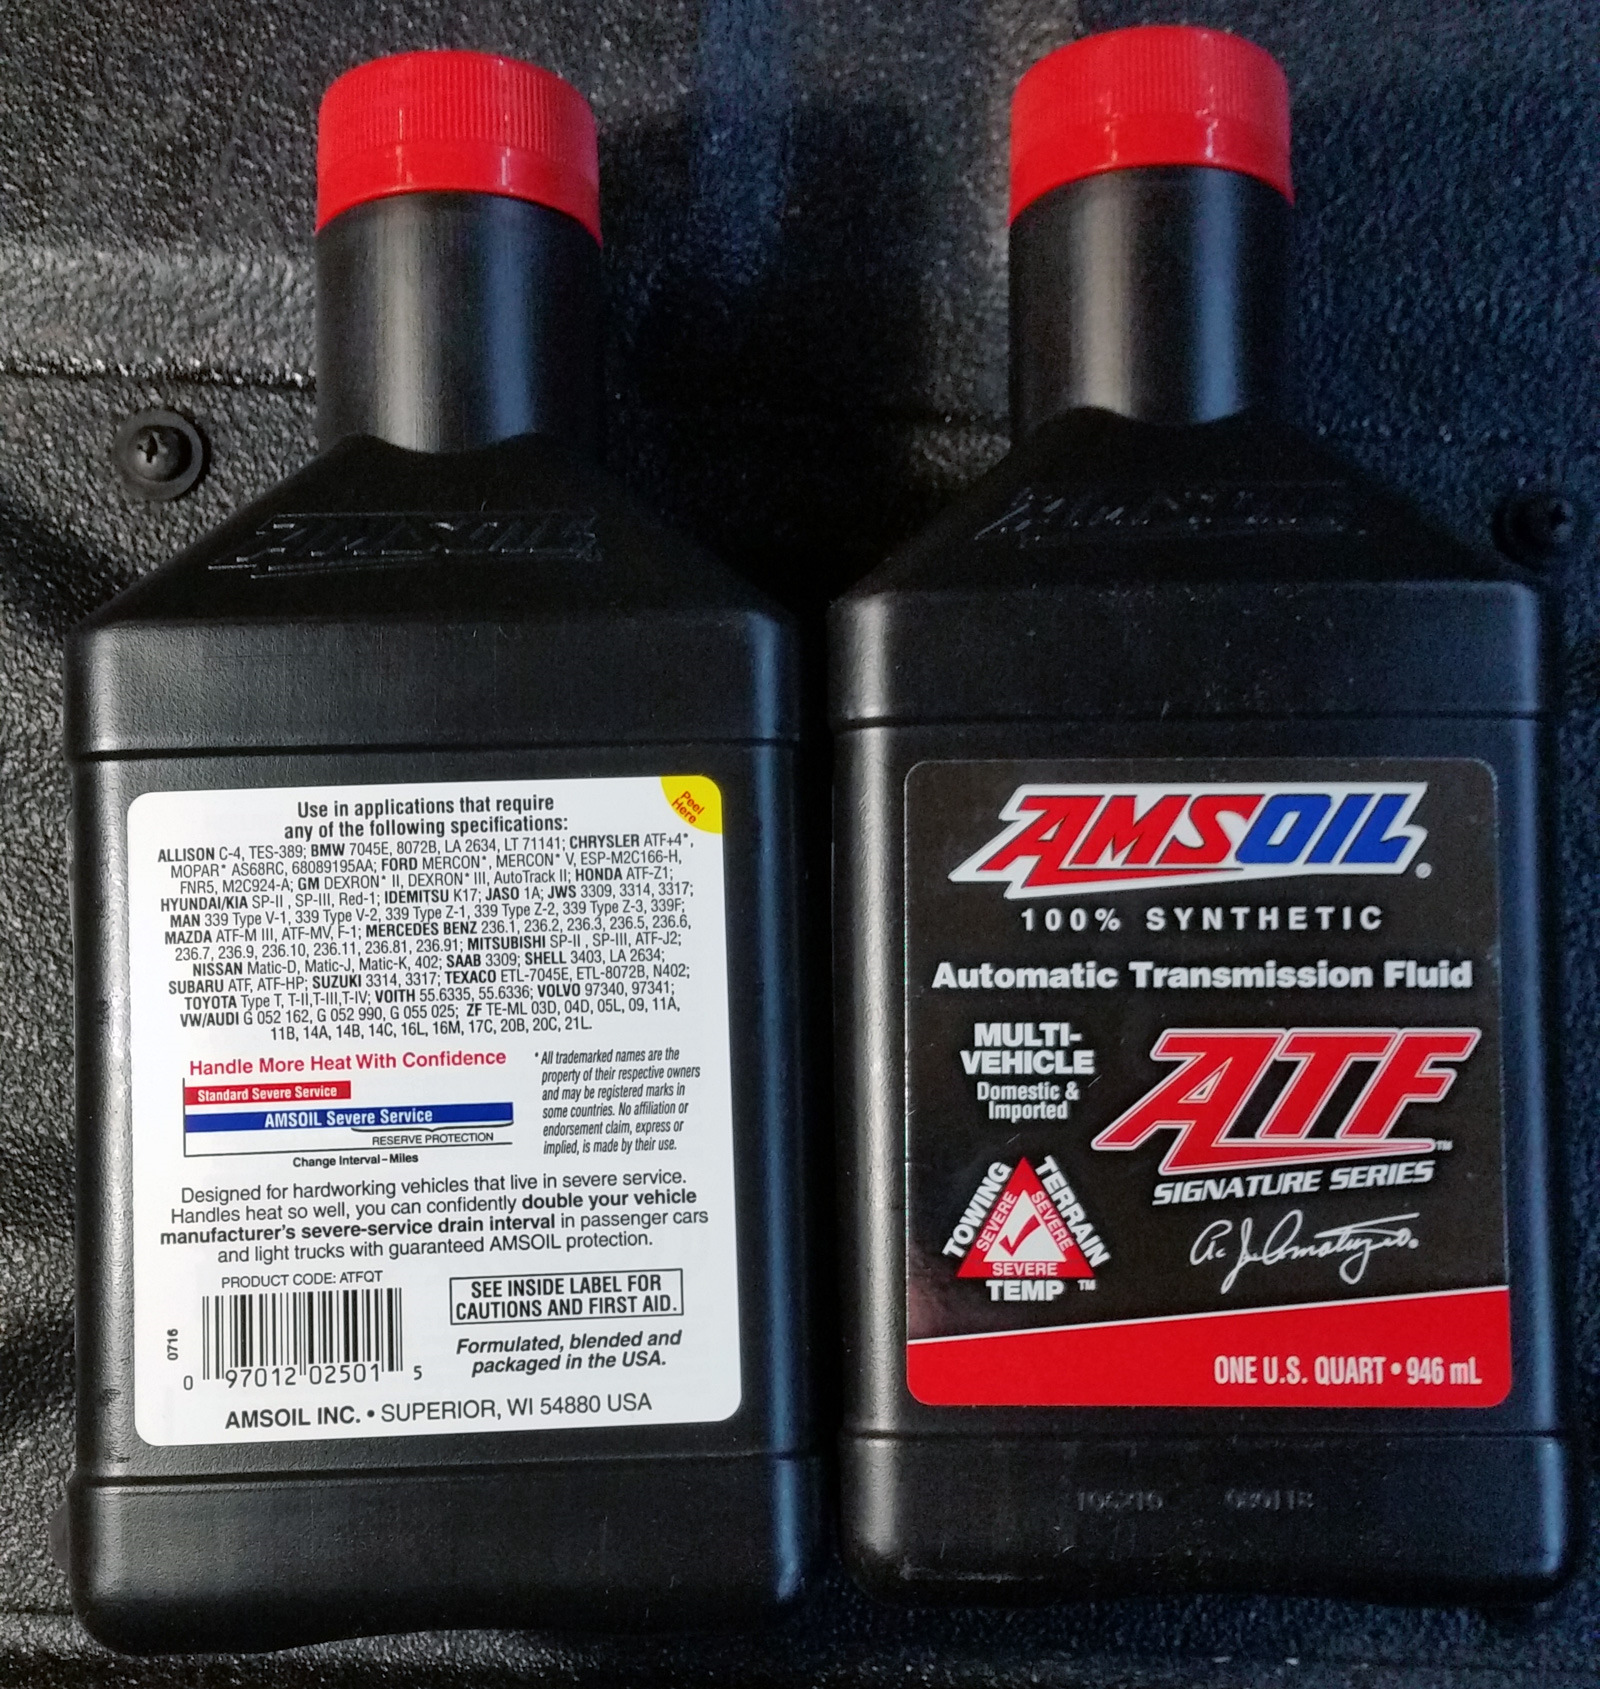 AMSOIL
Use in applications that require
any of the following specifications:
Peel
Here
ALLISON C-4, TES-389; BMW 7045E, 8072B, LA 2634, LT 71141; CHRYSLER ATF+4*,
MOPAR* AS68RC, 68089195AA; FORD MERCON*, MERCON* V, ESP-M2C166-H,
FNR5, M2C924-A; GM DEXRON* II, DEXRON* III, AutoTrack II; HONDA ATF-Z1;
HYUNDAI/KIA SP-II , SP-III, Red-1; IDEMITSU K17; JASO 1A; JWS 3309, 3314, 3317;
MAN 339 Type V-1, 339 Type V-2, 339 Type Z-1, 339 Type Z-2, 339 Type Z-3, 339F;
MAZDA ATF-M III, ATF-MV, F-1; MERCEDES BENZ 236.1, 236.2, 236.3, 236.5, 236.6,
236.7, 236.9, 236.10, 236.11, 236.81, 236.91; MITSUBISHI SP-II , SP-III, ATF-J2;
NISSAN Matic-D, Matic-J, Matic-K, 402; SAAB 3309; SHELL 3403, LA 2634;
SUBARU ATF, ATF-HP; SUZUKI 3314, 3317; TEXACO ETL-7045E, ETL-8072B, N402;
TOYOTA Type T, T-II,T-III,T-IV; VOITH 55.6335, 55.6336; VOLVO 97340, 97341;
VW/AUDI G 052 162, G 052 990, G 055 025; ZF TE-ML 03D, 04D, 05L, 09, 11A,
11B, 14A, 14B, 14C, 16L, 16M, 17C, 20B, 20C, 21L.
Handle More Heat With Confidence
Standard Severe Service
AMSOIL Severe Service
RESERVE PROTECTION
Change Interval–Miles
* All trademarked names are the
property of their respective owners
and may be registered marks in
some countries. No affiliation or
endorsement claim, express or
implied, is made by their use.
Designed for hardworking vehicles that live in severe service.
Handles heat so well, you can confidently double your vehicle
manufacturer's severe-service drain interval in passenger cars
and light trucks with guaranteed AMSOIL protection.
PRODUCT CODE: ATFQT
0716
0 97012 02501 5
SEE INSIDE LABEL FOR
CAUTIONS AND FIRST AID.
Formulated, blended and
packaged in the USA.
AMSOIL INC. • SUPERIOR, WI 54880 USA
AMSOIL
AMSOIL®
100% SYNTHETIC
Automatic Transmission Fluid
MULTI-
VEHICLE
Domestic &
Imported
ATF™
SIGNATURE SERIES
TOWING
SEVERE
TERRAIN
SEVERE
SEVERE
TEMP ™
ONE U.S. QUART • 946 mL